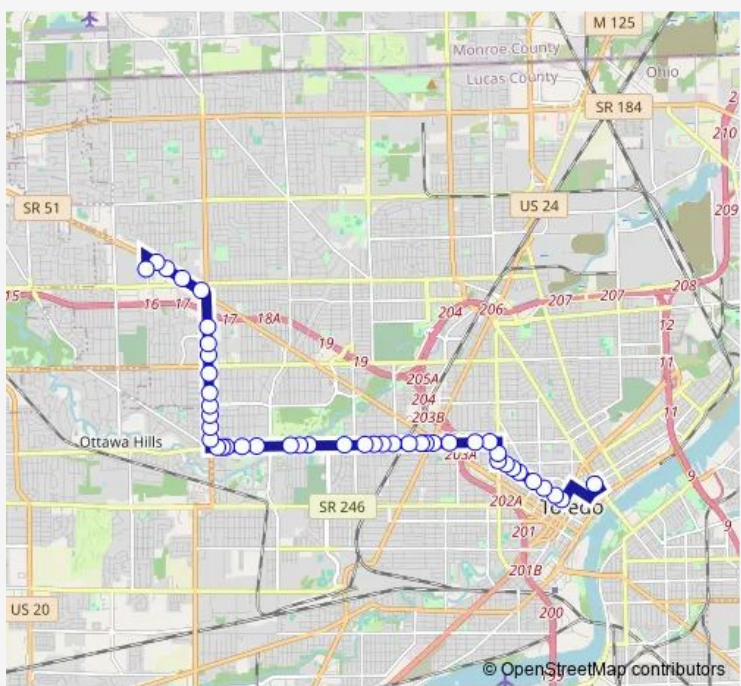 M 125
Monroe County
Lucas County
Ohio
SR 184
2
210
SR 51
US 24
209
15
16
17
17
18A
19
19
204
206
207
207
208
12
11
205A
204
203B
11
Ottawa Hills
203A
9
SR 246
202A
Toledo
201
9
201B
US 20
200
© OpenStreetMap contributors